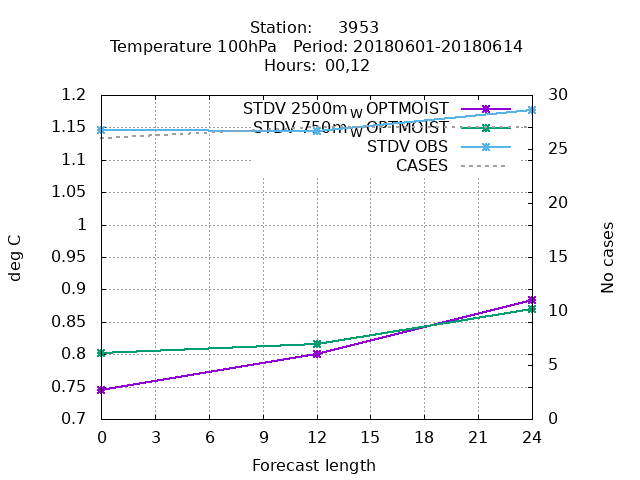 Station: 3953
Temperature 100hPa Period: 20180601-20180614
Hours: 00,12
STDV 2500m_W OPTMOIST
STDV 750m_W OPTMOIST
STDV OBS
CASES
1.2
1.15
1.1
1.05
1
0.95
0.9
0.85
0.8
0.75
0.7
deg C
30
25
20
15
10
5
0
No cases
0 3 6 9 12 15 18 21 24
Forecast length